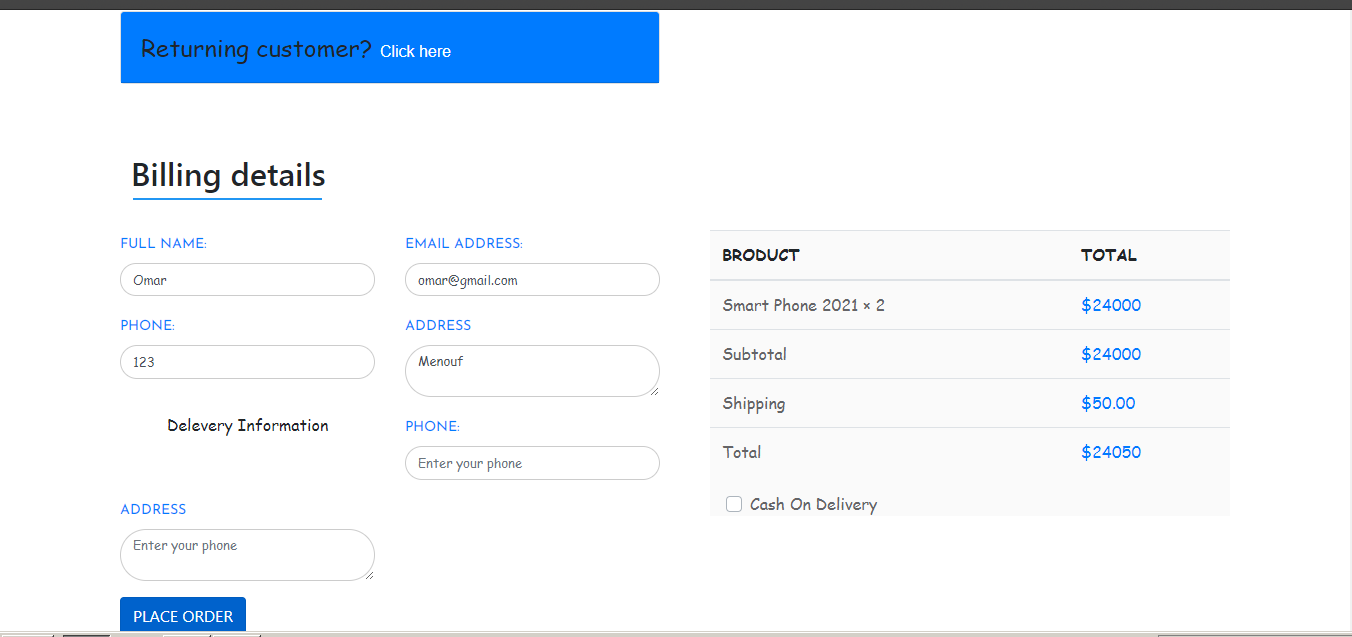 Returning customer? Click here
Billing details
FULL NAME:
EMAIL ADDRESS:
Omar
omar@gmail.com
PHONE:
ADDRESS
123
Menouf
Delevery Information
PHONE:
Enter your phone
ADDRESS
Enter your phone
PLACE ORDER
BRODUCT TOTAL
Smart Phone 2021 × 2 $24000
Subtotal $24000
Shipping $50.00
Total $24050
Cash On Delivery